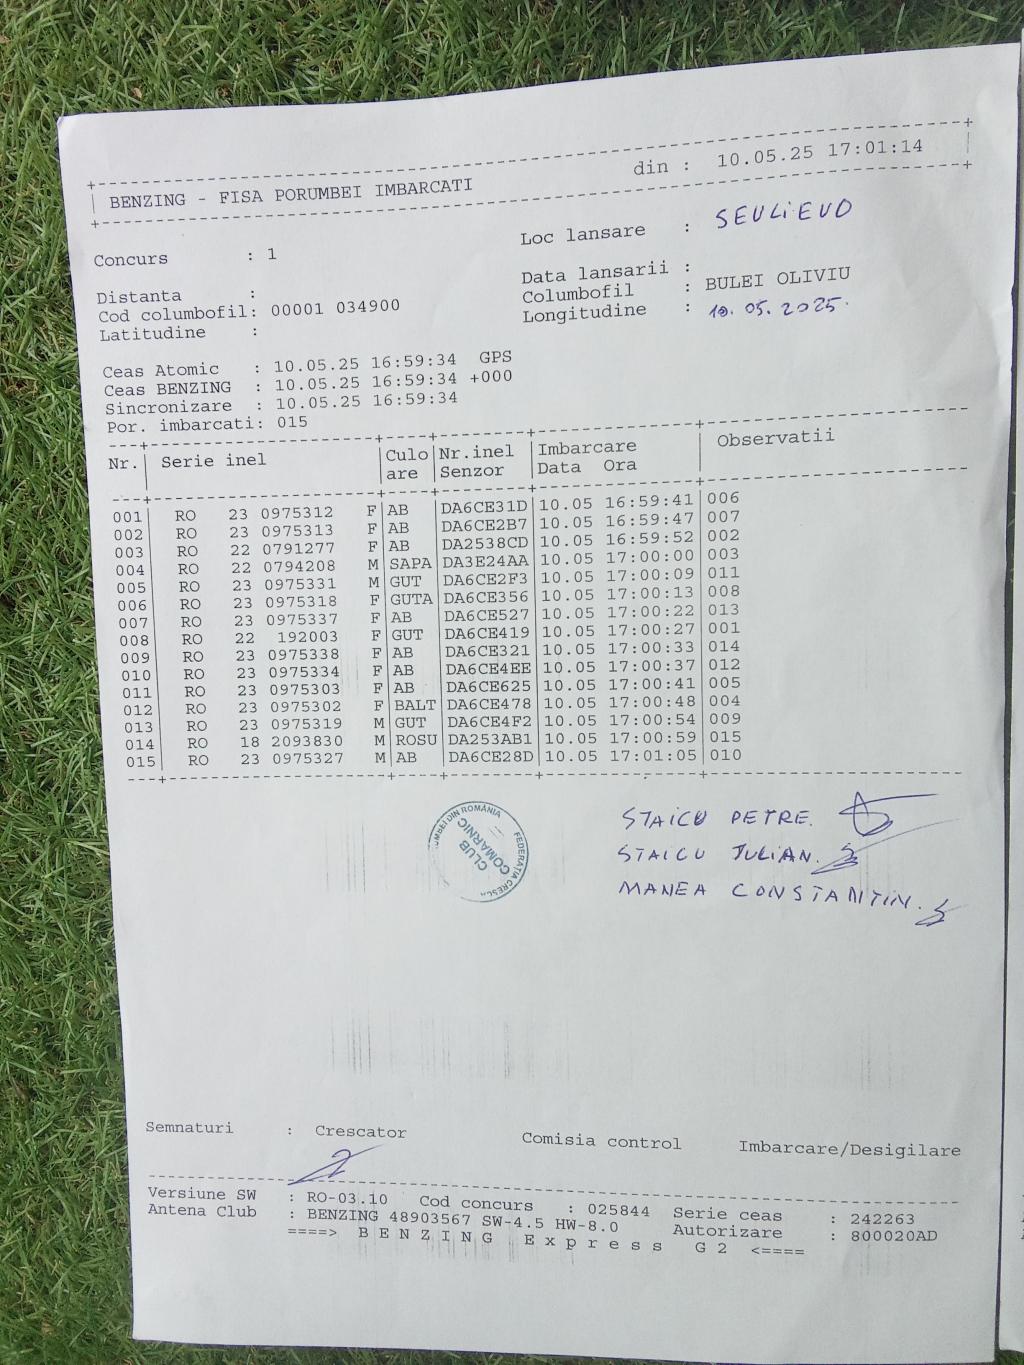 BENZING - FISA PORUMBEI IMBARCATI din : 10.05.25 17:01:14
Concurs : 1 Loc lansare : SEVLiEVO
Distanta : Data lansarii :
Cod columbofil: 00001 034900 Columbofil : BULEI OLIVIU
Latitudine : Longitudine : 10.05.2025.
Ceas Atomic : 10.05.25 16:59:34 GPS
Ceas BENZING : 10.05.25 16:59:34 +000
Sincronizare : 10.05.25 16:59:34
Por. imbarcati: 015
Nr.| Serie inel |Culo|Nr.inel|Imbarcare | Observatii
are |Senzor |Data Ora
001| RO 23 0975312 F|AB |DA6CE31D|10.05 16:59:41|006
002| RO 23 0975313 F|AB |DA6CE2B7|10.05 16:59:47|007
003| RO 22 0791277 F|AB |DA2538CD|10.05 16:59:52|002
004| RO 22 0794208 M|SAPA|DA3E24AA|10.05 17:00:00|003
005| RO 23 0975331 M|GUT |DA6CE2F3|10.05 17:00:09|011
006| RO 23 0975318 F|GUTA|DA6CE356|10.05 17:00:13|008
007| RO 23 0975337 F|AB |DA6CE527|10.05 17:00:22|013
008| RO 22 192003 F|GUT |DA6CE419|10.05 17:00:27|001
009| RO 23 0975338 F|AB |DA6CE321|10.05 17:00:33|014
010| RO 23 0975334 F|AB |DA6CE4EE|10.05 17:00:37|012
011| RO 23 0975303 F|AB |DA6CE625|10.05 17:00:41|005
012| RO 23 0975302 F|BALT|DA6CE478|10.05 17:00:48|004
013| RO 23 0975319 M|GUT |DA6CE4F2|10.05 17:00:54|009
014| RO 18 2093830 M|ROSU|DA253AB1|10.05 17:00:59|015
015| RO 23 0975327 M|AB |DA6CE28D|10.05 17:01:05|010
STAiCU PETRE.
STAiCU IULIAN.
MANEA CONSTANTIN.
FEDERATIA CRESCA
UMBEI DIN ROMÂNIA
CLUB
COMARNIC
Semnaturi : Crescator Comisia control Imbarcare/Desigilare
Versiune SW : RO-03.10 Cod concurs : 025844 Serie ceas : 242263
Antena Club : BENZING 48903567 SW-4.5 HW-8.0 Autorizare : 800020AD
====> B E N Z I N G E x p r e s s G 2 <====